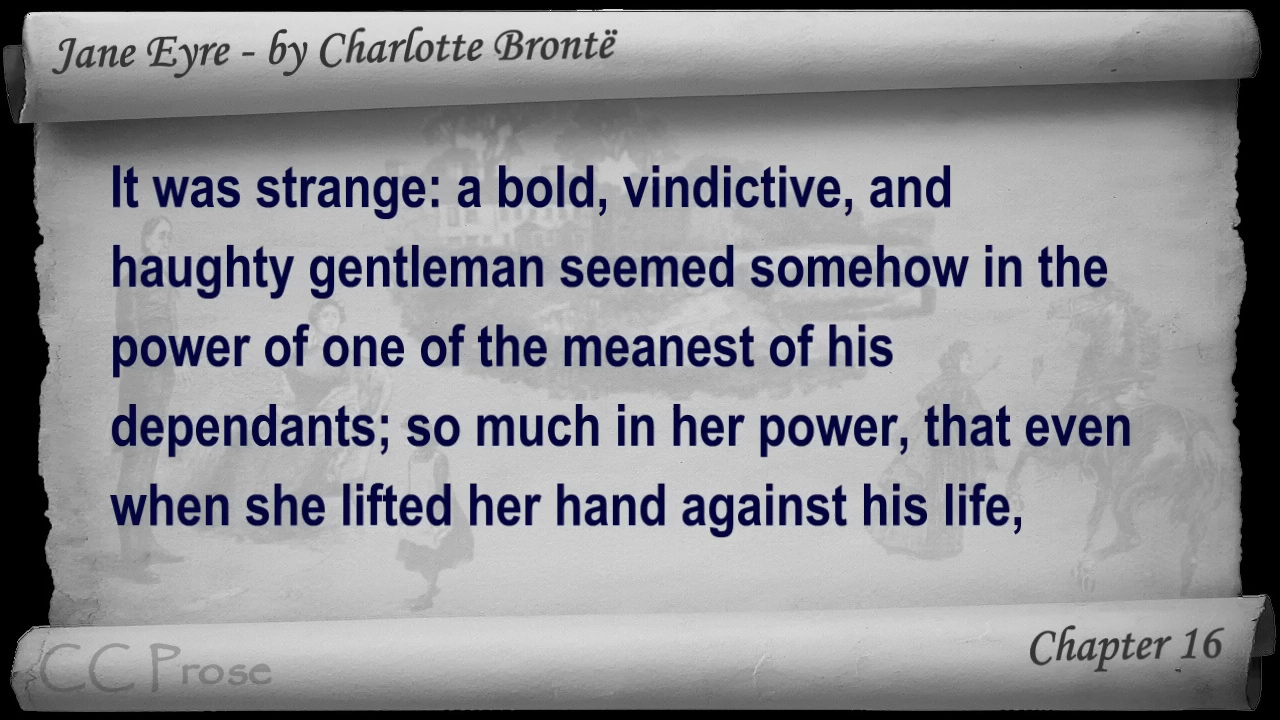 Jane Eyre - by Charlotte Brontë
It was strange: a bold, vindictive, and
haughty gentleman seemed somehow in the
power of one of the meanest of his
dependants; so much in her power, that even
when she lifted her hand against his life,
Chapter 16
CC Prose